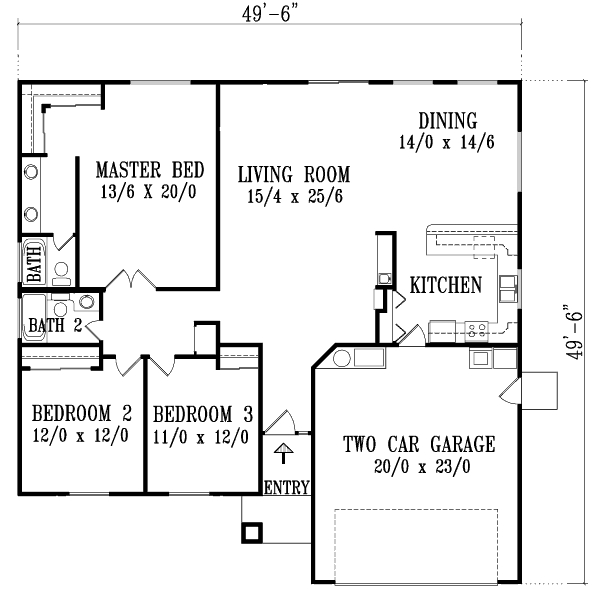 49'-6"
DINING
14/0 x 14/6
MASTER BED
13/6 X 20/0
LIVING ROOM
15/4 x 25/6
BATH
KITCHEN
BATH 2
49'-6"
BEDROOM 2
12/0 x 12/0
BEDROOM 3
11/0 x 12/0
TWO CAR GARAGE
20/0 x 23/0
ENTRY